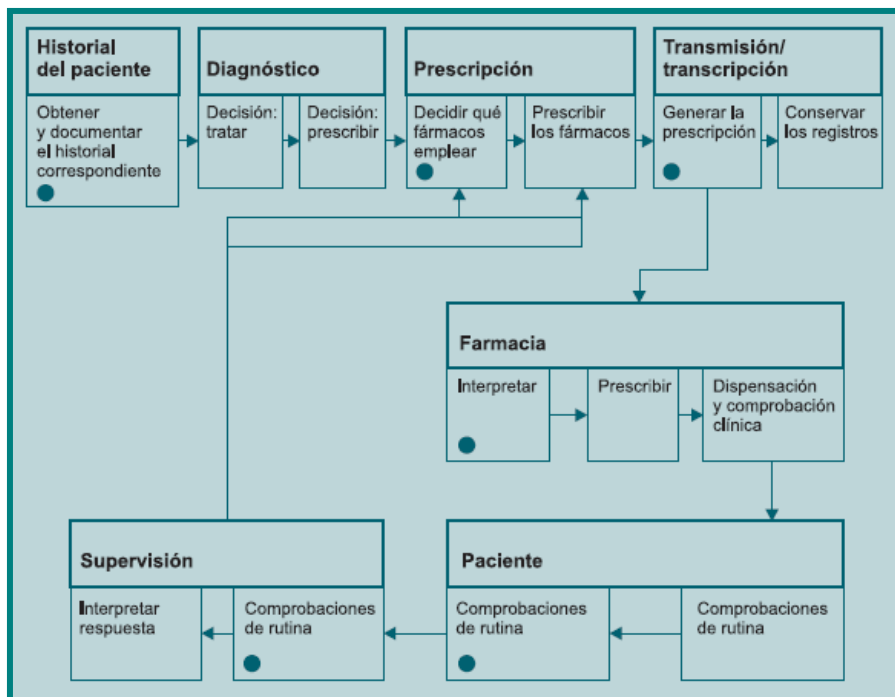 Historial
del paciente
Diagnóstico
Prescripción
Transmisión/
transcripción
Obtener
y documentar
el historial
correspondiente
Decisión:
tratar
Decisión:
prescribir
Decidir qué
fármacos
emplear
Prescribir
los fármacos
Generar la
prescripción
Conservar
los registros
Farmacia
Interpretar
Prescribir
Dispensación
y comprobación
clínica
Supervisión
Interpretar
respuesta
Comprobaciones
de rutina
Paciente
Comprobaciones
de rutina
Comprobaciones
de rutina